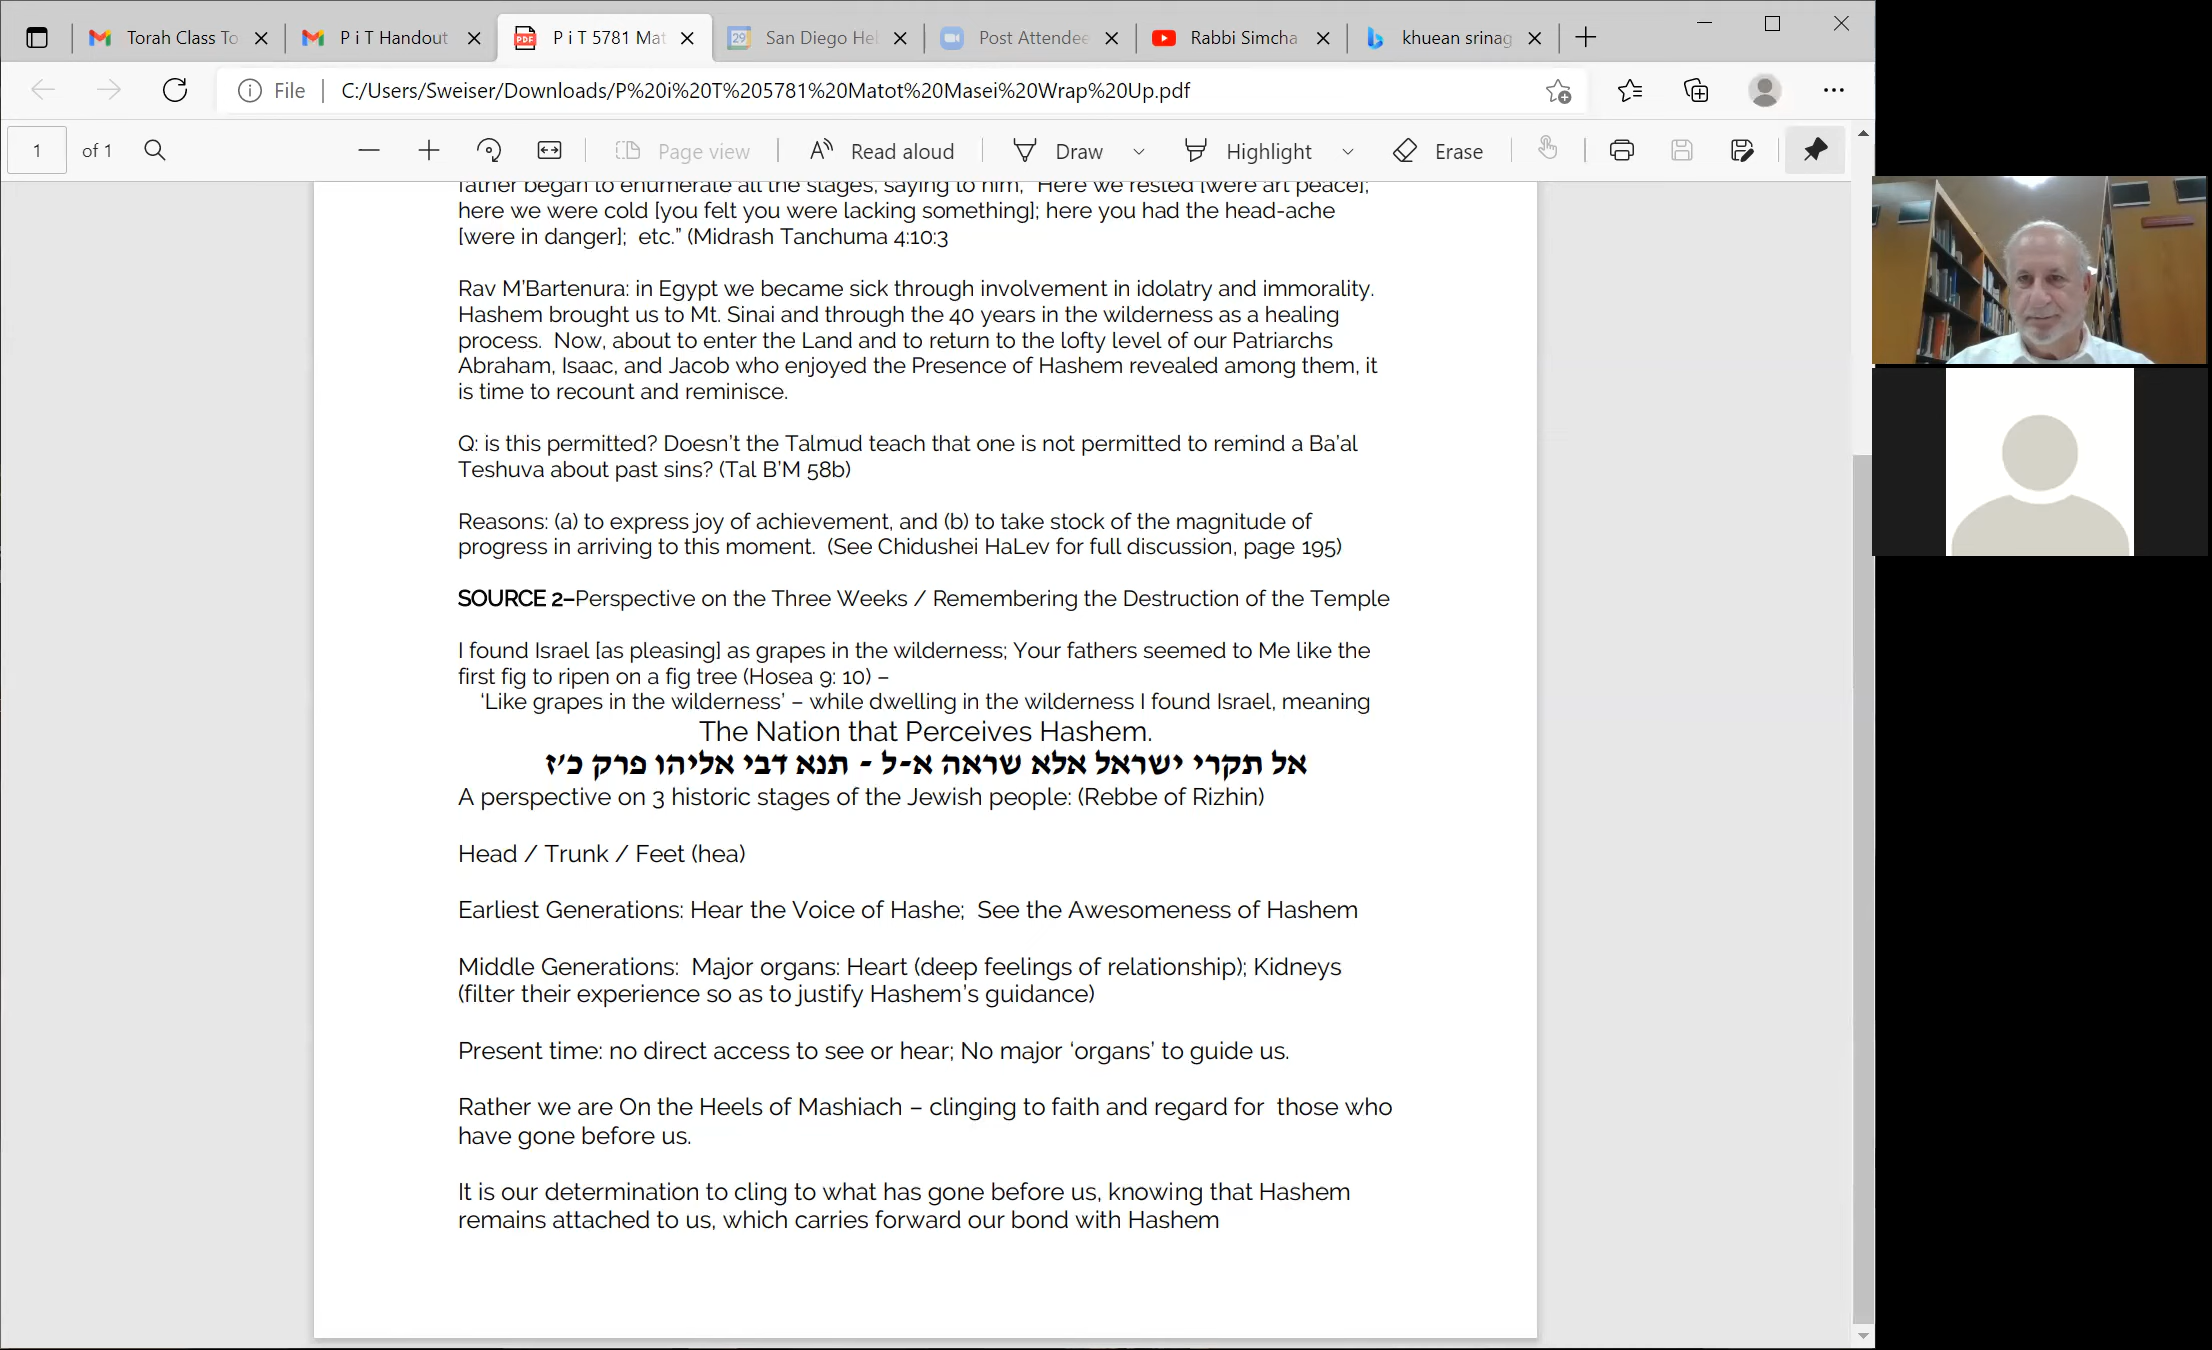 Torah Class To
P i T Handout
P i T 5781 Mat
San Diego Hel
Post Attendee
Rabbi Simcha
khuean srinag
File
C:/Users/Sweiser/Downloads/P%20i%20T%205781%20Matot%20Masei%20Wrap%20Up.pdf
1 of 1
Page view
Read aloud
Draw
Highlight
Erase
father began to enumerate all the stages, saying to him, "Here we rested [were art peace];
here we were cold [you felt you were lacking something]; here you had the head-ache
[were in danger];  etc.” (Midrash Tanchuma 4:10:3
Rav M’Bartenura: in Egypt we became sick through involvement in idolatry and immorality.
Hashem brought us to Mt. Sinai and through the 40 years in the wilderness as a healing
process.  Now, about to enter the Land and to return to the lofty level of our Patriarchs
Abraham, Isaac, and Jacob who enjoyed the Presence of Hashem revealed among them, it
is time to recount and reminisce.
Q: is this permitted? Doesn’t the Talmud teach that one is not permitted to remind a Ba’al
Teshuva about past sins? (Tal B’M 58b)
Reasons: (a) to express joy of achievement, and (b) to take stock of the magnitude of
progress in arriving to this moment.  (See Chidushei HaLev for full discussion, page 195)
SOURCE 2–Perspective on the Three Weeks / Remembering the Destruction of the Temple
I found Israel [as pleasing] as grapes in the wilderness; Your fathers seemed to Me like the
first fig to ripen on a fig tree (Hosea 9: 10) –
‘Like grapes in the wilderness’ – while dwelling in the wilderness I found Israel, meaning
The Nation that Perceives Hashem.
אל תקרי ישראל אלא שראה א-ל - תנא דבי אליהו פרק כ’ז
A perspective on 3 historic stages of the Jewish people: (Rebbe of Rizhin)
Head / Trunk / Feet (hea)
Earliest Generations: Hear the Voice of Hashe;  See the Awesomeness of Hashem
Middle Generations:  Major organs: Heart (deep feelings of relationship); Kidneys
(filter their experience so as to justify Hashem’s guidance)
Present time: no direct access to see or hear; No major ‘organs’ to guide us.
Rather we are On the Heels of Mashiach – clinging to faith and regard for  those who
have gone before us.
It is our determination to cling to what has gone before us, knowing that Hashem
remains attached to us, which carries forward our bond with Hashem